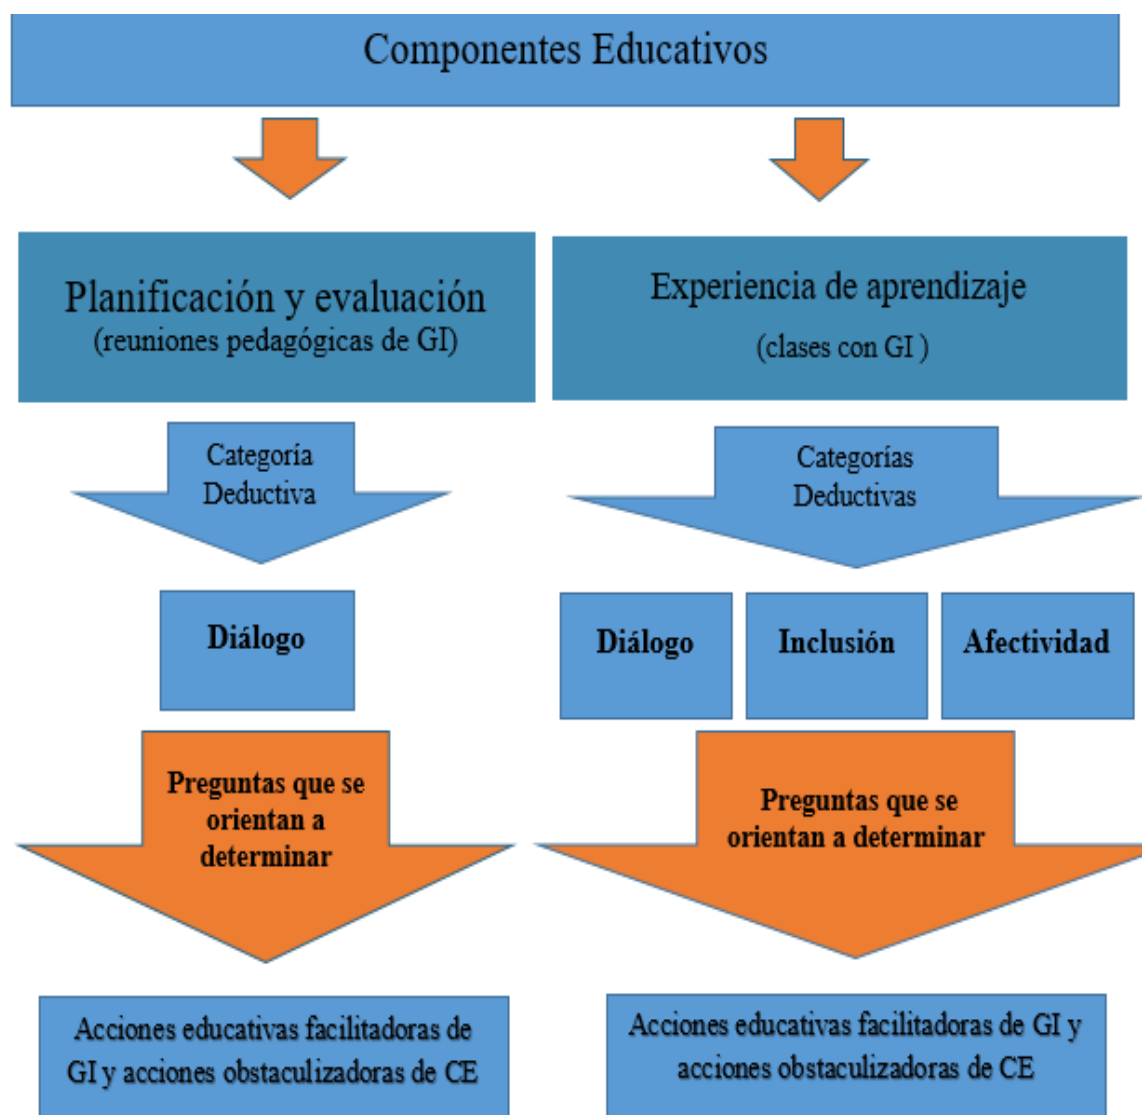 Componentes Educativos
Planificación y evaluación
(reuniones pedagógicas de GI)
Experiencia de aprendizaje
(clases con GI )
Categoría
Deductiva
Categorías
Deductivas
Diálogo
Diálogo
Inclusión
Afectividad
Preguntas que se
orientan a
determinar
Preguntas que se
orientan a determinar
Acciones educativas facilitadoras de
GI y acciones obstaculizadoras de CE
Acciones educativas facilitadoras de GI y
acciones obstaculizadoras de CE